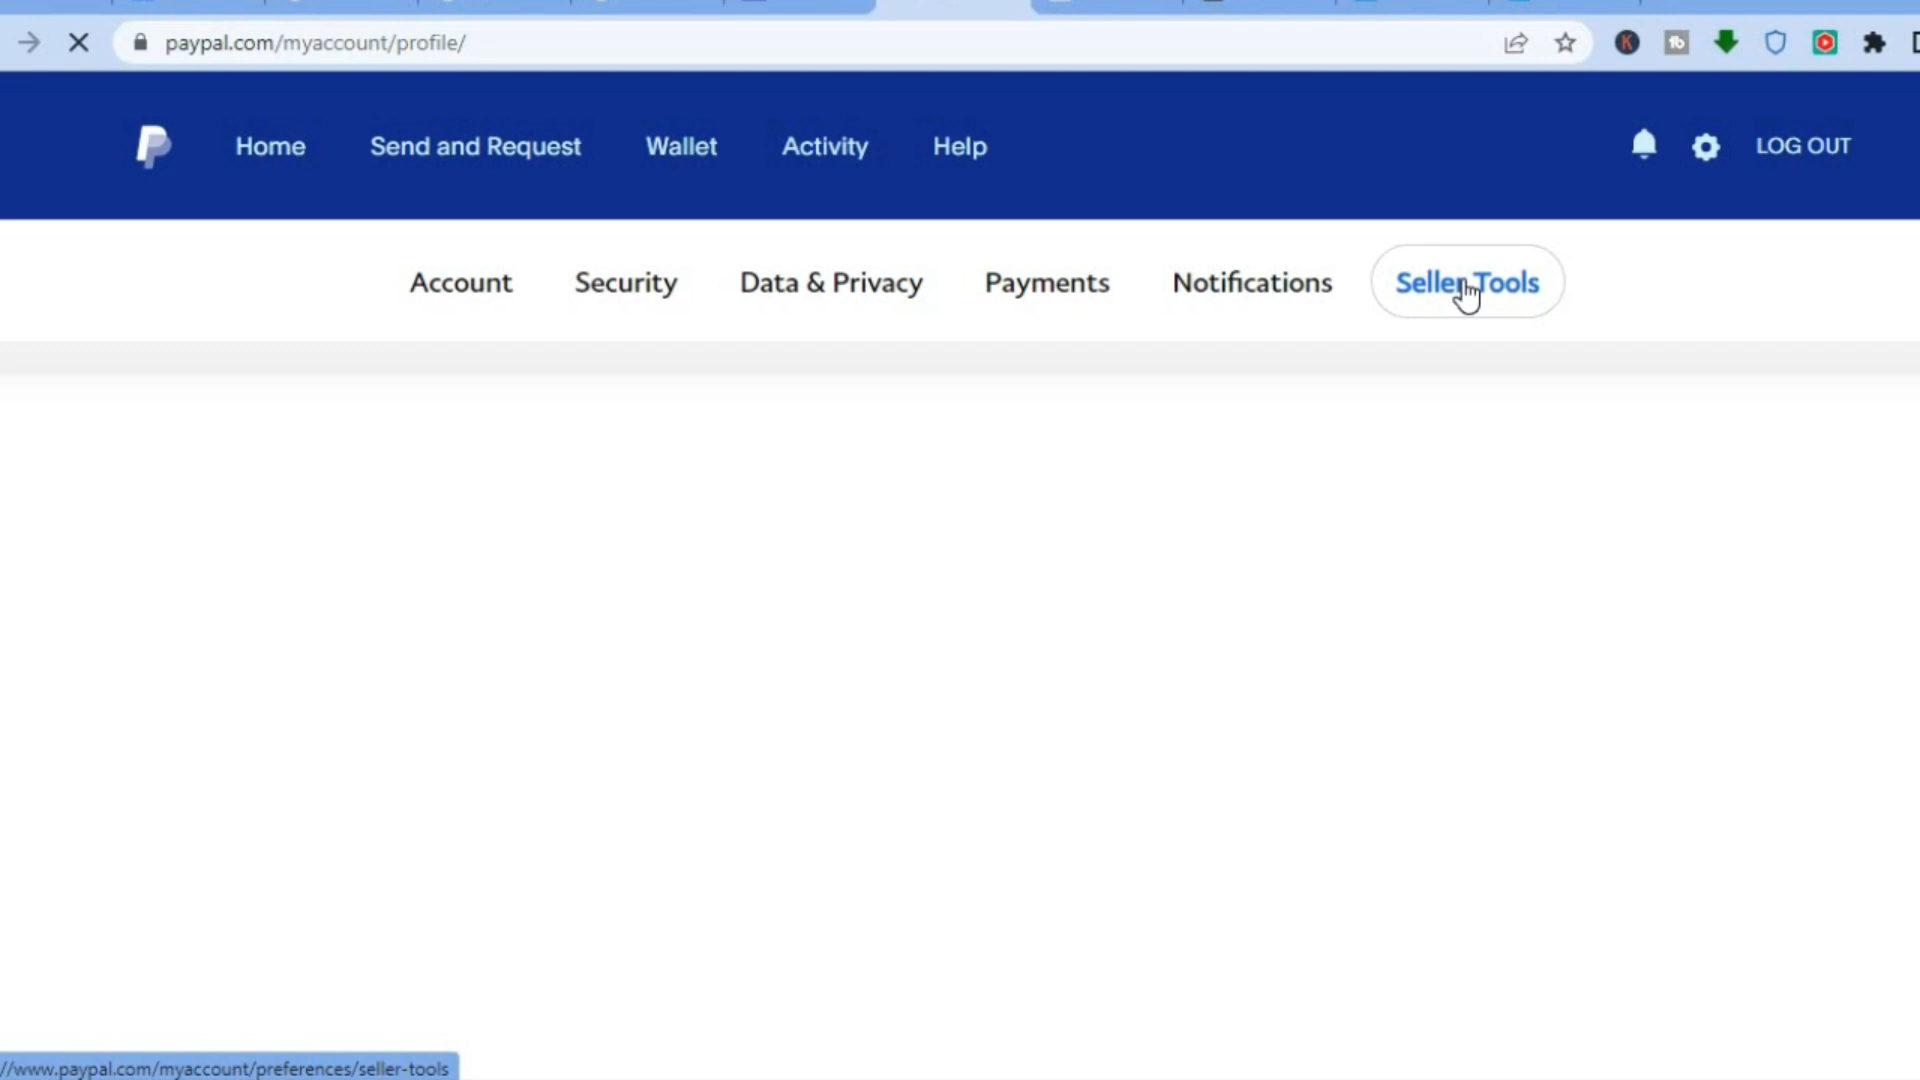 paypal.com/myaccount/profile/
Home Send and Request Wallet Activity Help LOG OUT
Account Security Data & Privacy Payments Notifications Seller Tools
//www.paypal.com/myaccount/preferences/seller-tools